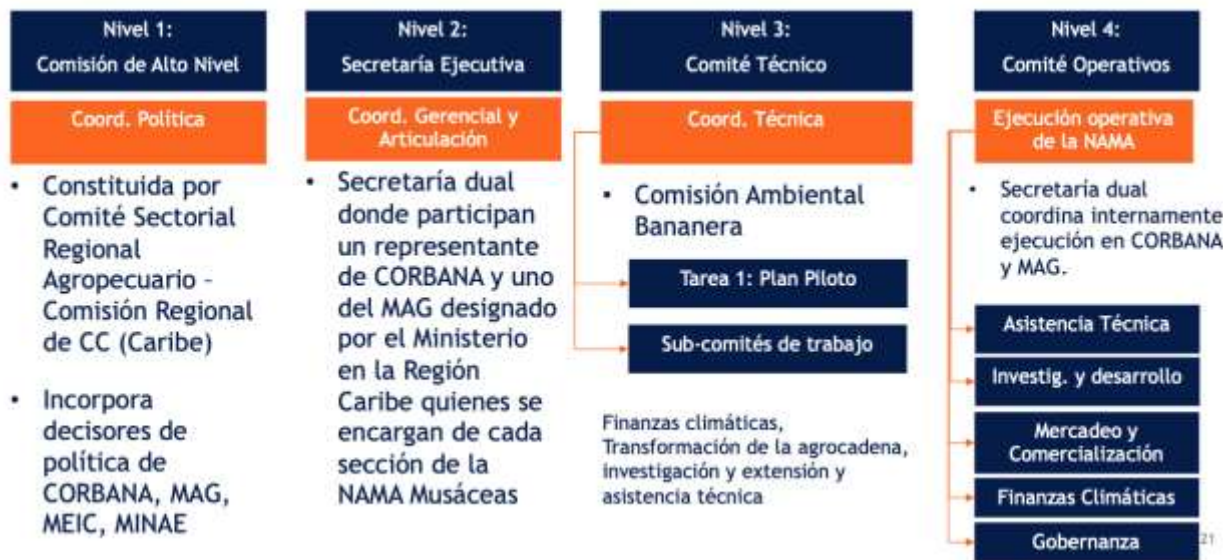 Nivel 1:
Comisión de Alto Nivel
Coord. Política
• Constituida por
Comité Sectorial
Regional
Agropecuario –
Comisión Regional
de CC (Caribe)
• Incorpora
decisores de
política de
CORBANA, MAG,
MEIC, MINAE
Nivel 2:
Secretaría Ejecutiva
Coord. Gerencial y
Articulación
• Secretaría dual
donde participan
un representante
de CORBANA y uno
del MAG designado
por el Ministerio
en la Región
Caribe quienes se
encargan de cada
sección de la
NAMA Musáceas
Nivel 3:
Comité Técnico
Coord. Técnica
• Comisión Ambiental
Bananera
Tarea 1: Plan Piloto
Sub-comités de trabajo
Finanzas climáticas,
Transformación de la agrocadena,
investigación y extensión y
asistencia técnica
Nivel 4:
Comité Operativos
Ejecución operativa
de la NAMA
• Secretaría dual
coordina internamente
ejecución en CORBANA
y MAG.
Asistencia Técnica
Investig. y desarrollo
Mercadeo y
Comercialización
Finanzas Climáticas
Gobernanza
21